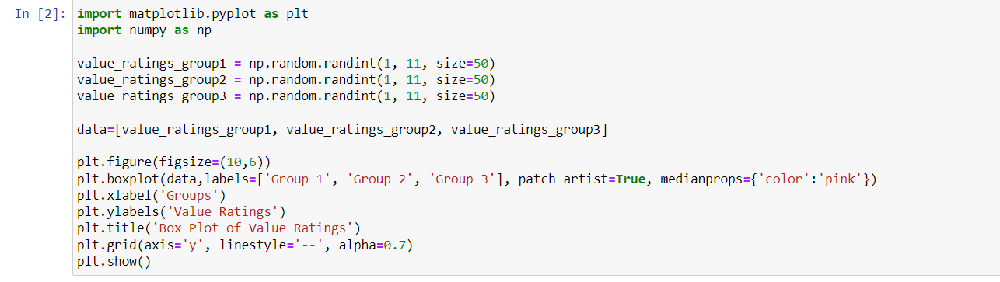 In [2]: import matplotlib.pyplot as plt
import numpy as np
value_ratings_group1 = np.random.randint(1, 11, size=50)
value_ratings_group2 = np.random.randint(1, 11, size=50)
value_ratings_group3 = np.random.randint(1, 11, size=50)
data=[value_ratings_group1, value_ratings_group2, value_ratings_group3]
plt.figure(figsize=(10,6))
plt.boxplot(data,labels=['Group 1', 'Group 2', 'Group 3'], patch_artist=True, medianprops={'color':'pink'})
plt.xlabel('Groups')
plt.ylabels('Value Ratings')
plt.title('Box Plot of Value Ratings')
plt.grid(axis='y', linestyle='--', alpha=0.7)
plt.show()